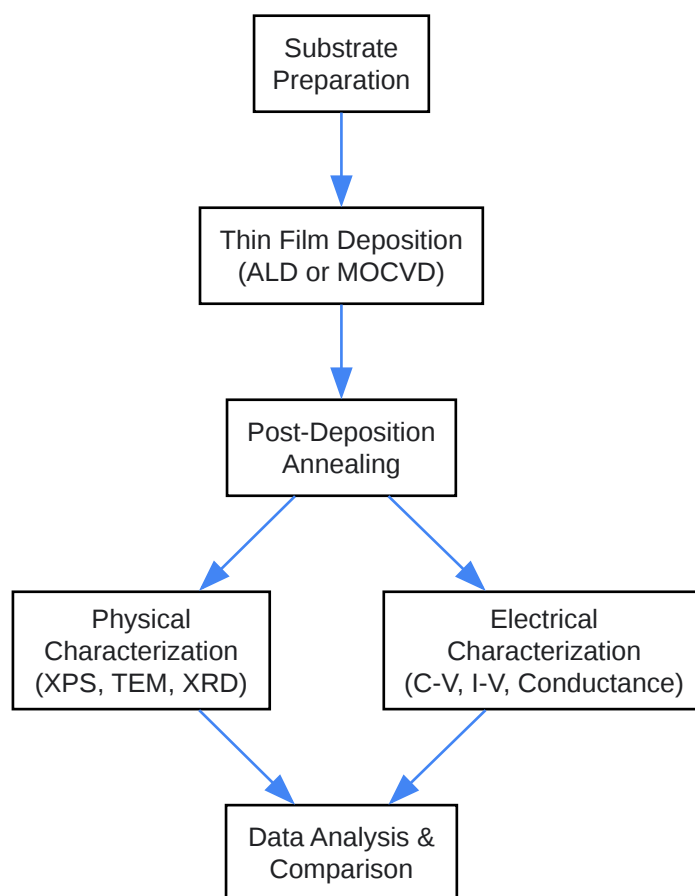 Substrate
Preparation
Thin Film Deposition
(ALD or MOCVD)
Post-Deposition
Annealing
Physical
Characterization
(XPS, TEM, XRD)
Electrical
Characterization
(C-V, I-V, Conductance)
Data Analysis &
Comparison